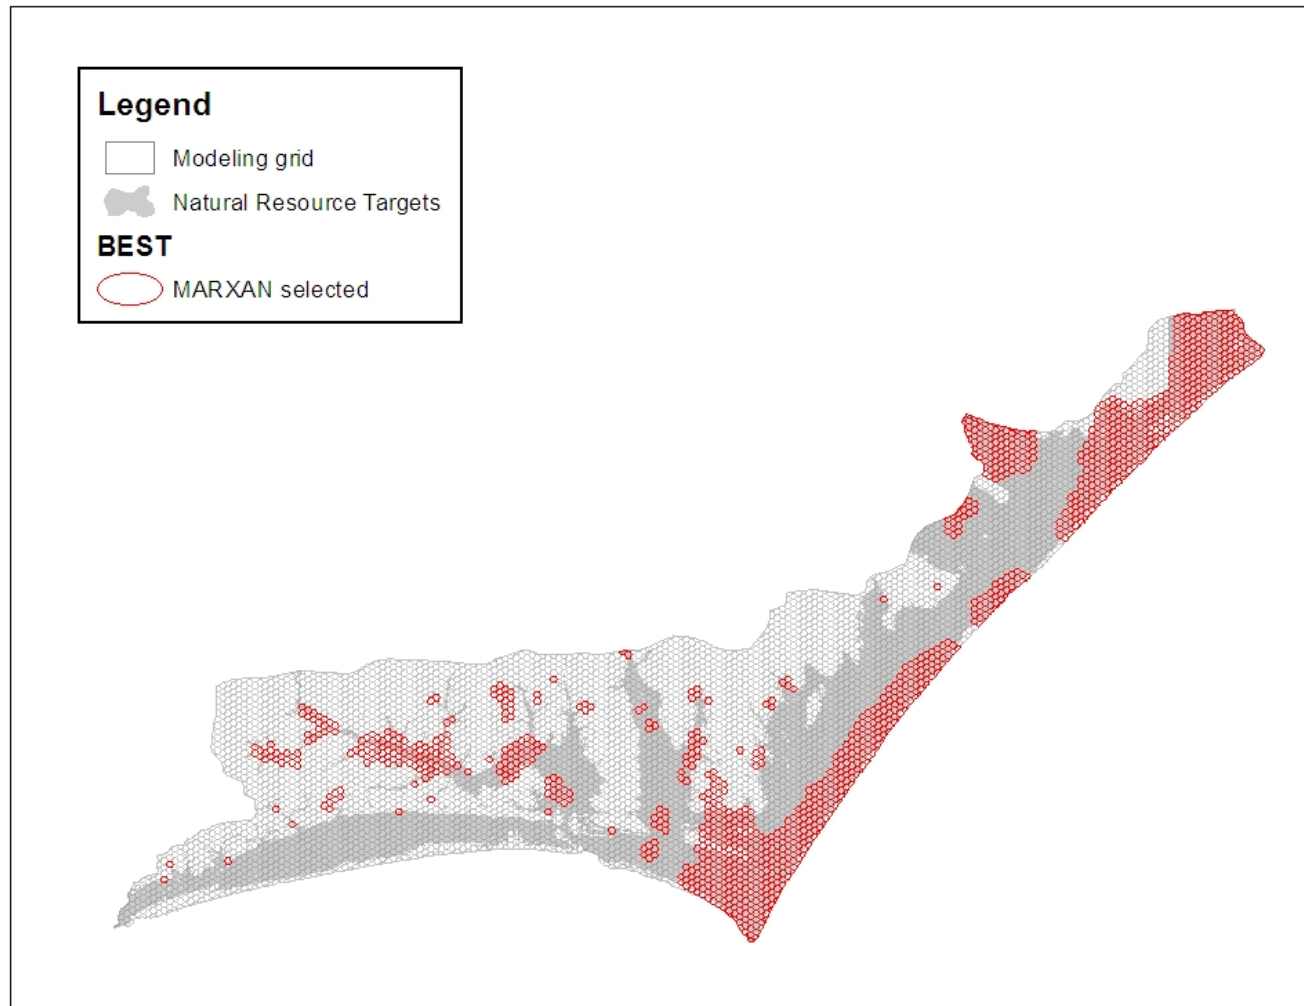 Legend
Modeling grid
Natural Resource Targets
BEST
MARXAN selected